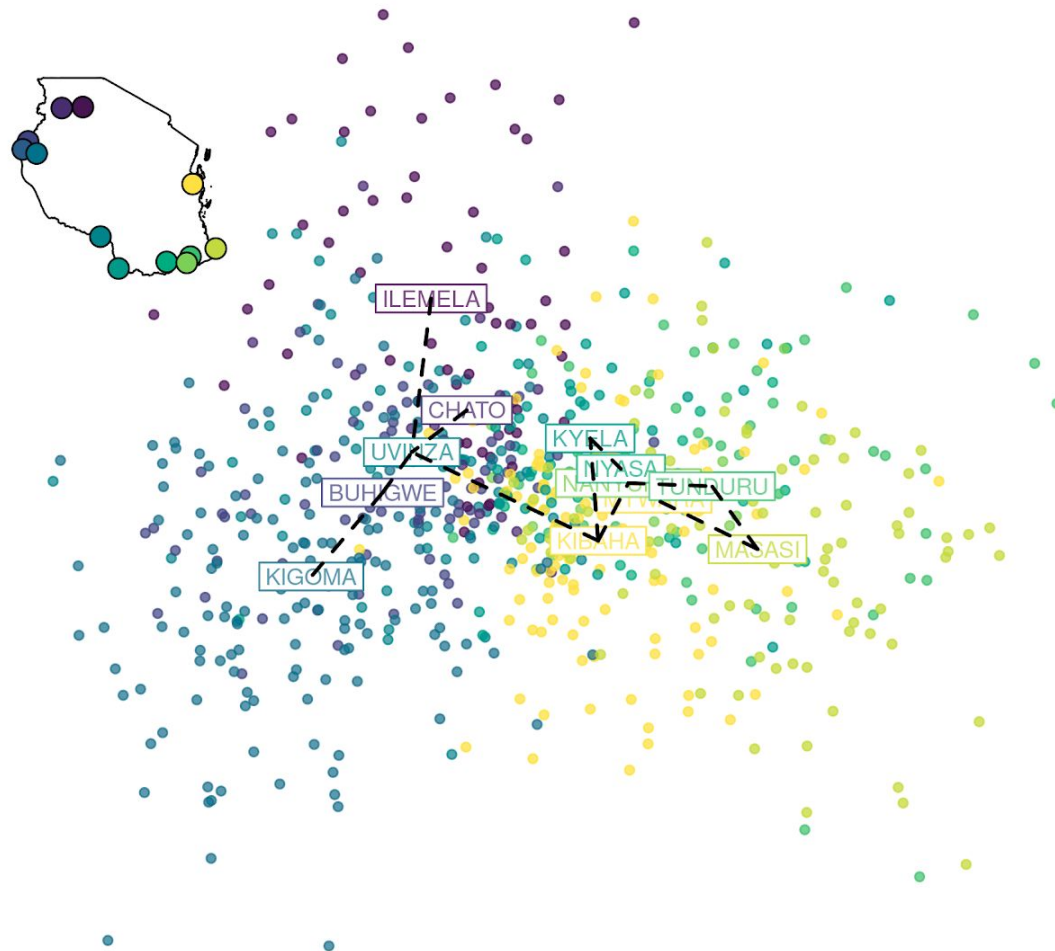 ILEMELA
CHATO
KYELA
UVINZA
NYASA
BUHIGWE
TUNDURU
KIBAHA
MASASI
KIGOMA